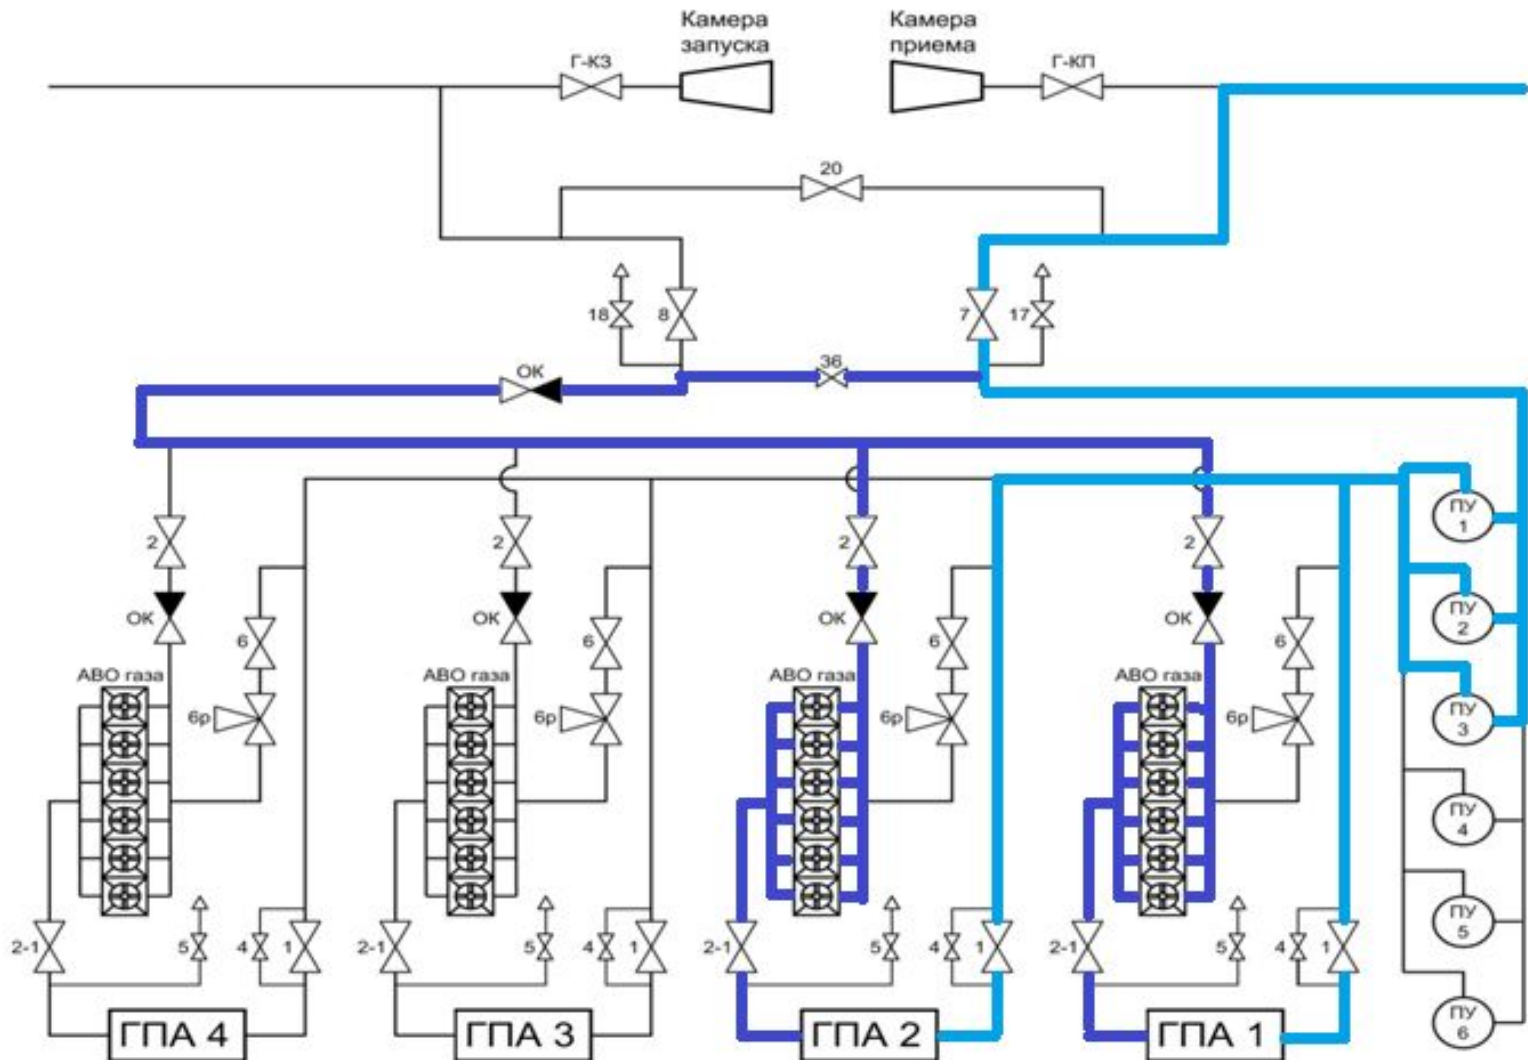 Камера
запуска
Камера
приема
Г-КЗ
Г-КП
20
18
8
7
17
ОК
36
2
2
2
2
ПУ
1
ОК
6
ОК
6
ОК
6
ОК
6
ПУ
2
АВО газа
АВО газа
АВО газа
АВО газа
6р
6р
6р
6р
ПУ
3
ПУ
4
ПУ
5
2-1
5
4
1
2-1
5
4
1
2-1
5
4
1
2-1
5
4
1
ГПА 4
ГПА 3
ГПА 2
ГПА 1
ПУ
6